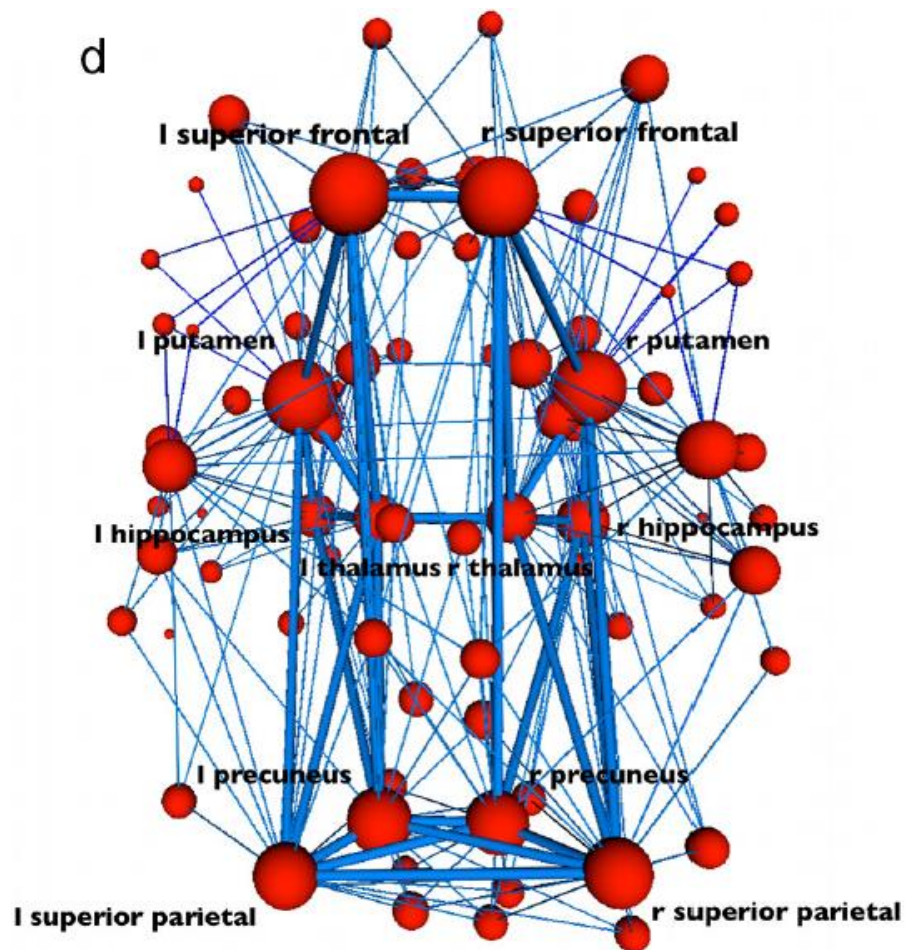 d
l superior frontal
r superior frontal
l putamen
r putamen
l hippocampus
r hippocampus
l thalamus r thalamus
l precuneus
r precuneus
l superior parietal
r superior parietal